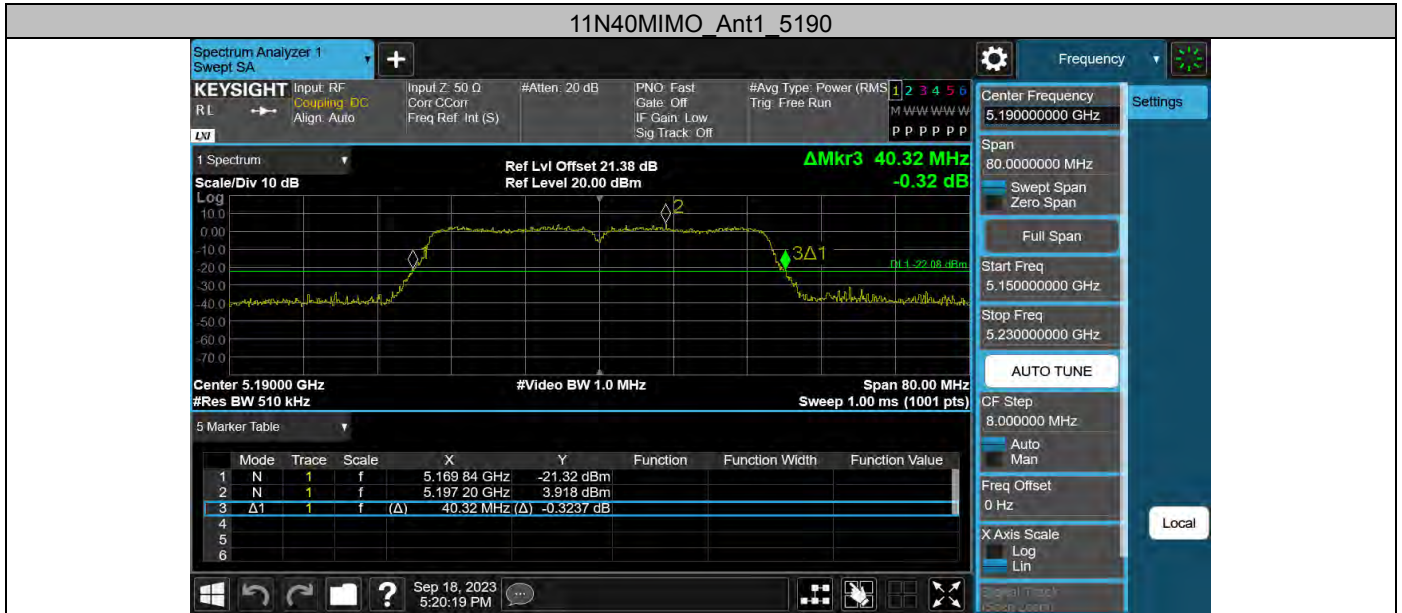 11N40MIMO_Ant1_5190
Spectrum Analyzer 1
Swept SA
+
Frequency
KEYSIGHT
RL
LXI
Input: RF
Coupling: DC
Align: Auto
Input Z: 50 Ω
Corr CCorr
Freq Ref: Int (S)
#Atten: 20 dB
PNO: Fast
Gate: Off
IF Gain: Low
Sig Track: Off
#Avg Type: Power (RMS
Trig: Free Run
1 2 3 4 5 6
M W W W W W
P P P P P P
1 Spectrum
Scale/Div 10 dB
Ref Lvl Offset 21.38 dB
Ref Level 20.00 dBm
ΔMkr3 40.32 MHz
-0.32 dB
Log
10.0
0.00
-10.0
-20.0
-30.0
-40.0
-50.0
-60.0
-70.0
1
2
3Δ1
DL1 -22.08 dBm
Center 5.19000 GHz
#Res BW 510 kHz
#Video BW 1.0 MHz
Span 80.00 MHz
Sweep 1.00 ms (1001 pts)
5 Marker Table
Mode Trace Scale X Y Function Function Width Function Value
1 N 1 f 5.169 84 GHz -21.32 dBm
2 N 1 f 5.197 20 GHz 3.918 dBm
3 Δ1 1 f (Δ) 40.32 MHz (Δ) -0.3237 dB
4
5
6
Sep 18, 2023
5:20:19 PM
?
Center Frequency
5.190000000 GHz
Settings
Span
80.0000000 MHz
Swept Span
Zero Span
Full Span
Start Freq
5.150000000 GHz
Stop Freq
5.230000000 GHz
AUTO TUNE
CF Step
8.000000 MHz
Auto
Man
Freq Offset
0 Hz
X Axis Scale
Log
Lin
Local
Signal Track
(Span Zoom)